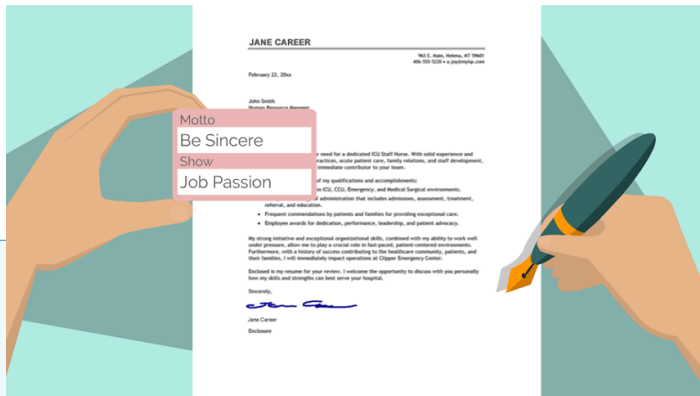 JANE CAREER
963 E. Main, Helena, MT 59601
406-555-5220 • a.joy@mylsp.com
February 22, 20xx
John Smith
Human Resource Manager
Motto
Be Sincere
Show
Job Passion
r need for a dedicated ICU Staff Nurse. With solid experience and
ractices, acute patient care, family relations, and staff development,
immediate contributor to your team.
of my qualifications and accomplishments:
in ICU, CCU, Emergency, and Medical Surgical environments.
of administration that includes admissions, assessment, treatment,
referral, and education.
• Frequent commendations by patients and families for providing exceptional care.
• Employee awards for dedication, performance, leadership, and patient advocacy.
My strong initiative and exceptional organizational skills, combined with my ability to work well
under pressure, allow me to play a crucial role in fast-paced, patient-centered environments.
Furthermore, with a history of success contributing to the healthcare community, patients, and
their families, I will immediately impact operations at Clipper Emergency Center.
Enclosed is my resume for your review. I welcome the opportunity to discuss with you personally
how my skills and strengths can best serve your hospital.
Sincerely,
Jane Career
Enclosure